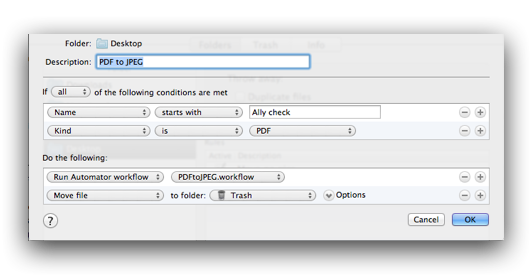 Folder: Desktop
Description: PDF to JPEG
If all of the following conditions are met
Name starts with Ally check
Kind is PDF
Do the following:
Run Automator workflow PDFtoJPEG.workflow
Move file to folder: Trash Options
? Cancel OK